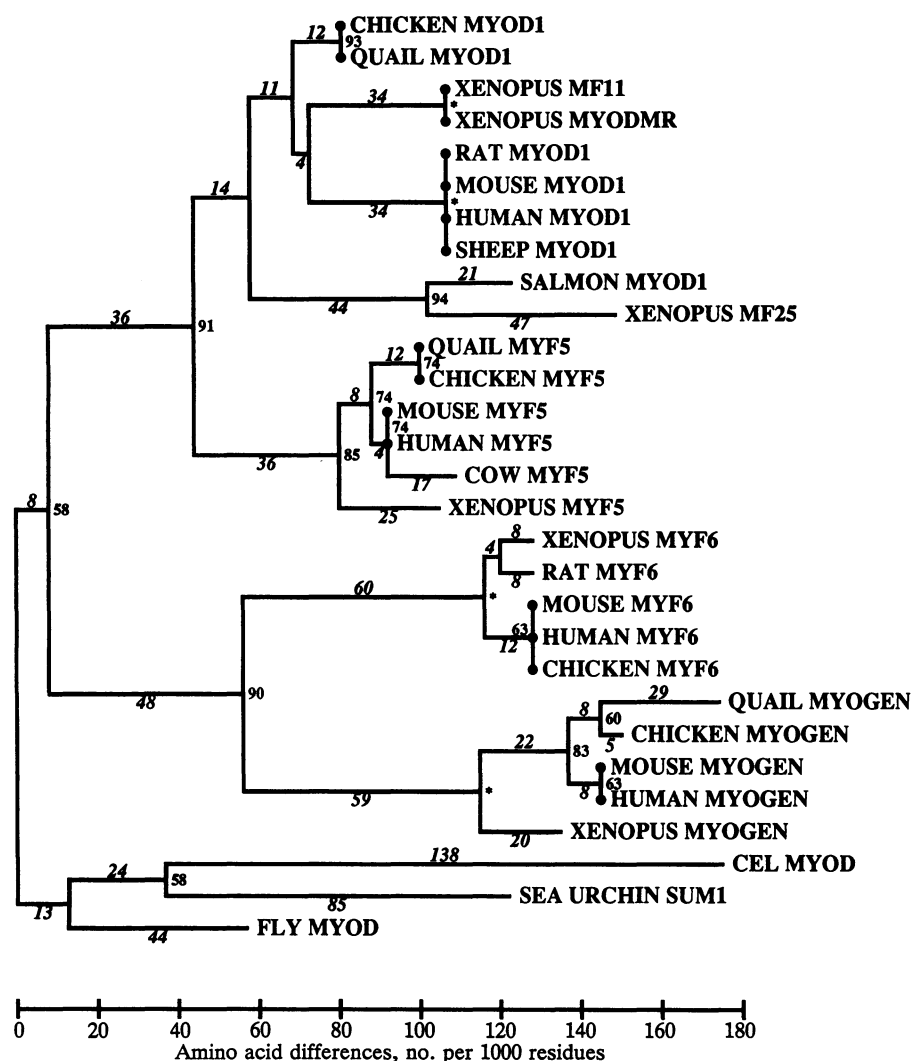 12
CHICKEN MYOD1
93
QUAIL MYOD1
11
XENOPUS MF11
34
*
XENOPUS MYODMR
4
RAT MYOD1
14
MOUSE MYOD1
*
34
HUMAN MYOD1
SHEEP MYOD1
21
SALMON MYOD1
44
94
47
XENOPUS MF25
36
91
QUAIL MYF5
12
74
CHICKEN MYF5
8
74
MOUSE MYF5
74
HUMAN MYF5
4
36
85
17
COW MYF5
25
XENOPUS MYF5
8
58
8
XENOPUS MYF6
4
8
RAT MYF6
60
*
MOUSE MYF6
63
HUMAN MYF6
12
CHICKEN MYF6
48
90
29
QUAIL MYOGEN
8
60
CHICKEN MYOGEN
5
22
83
MOUSE MYOGEN
63
8
HUMAN MYOGEN
59
*
20
XENOPUS MYOGEN
138
CEL MYOD
24
58
85
SEA URCHIN SUM1
13
44
FLY MYOD
0 20 40 60 80 100 120 140 160 180
Amino acid differences, no. per 1000 residues